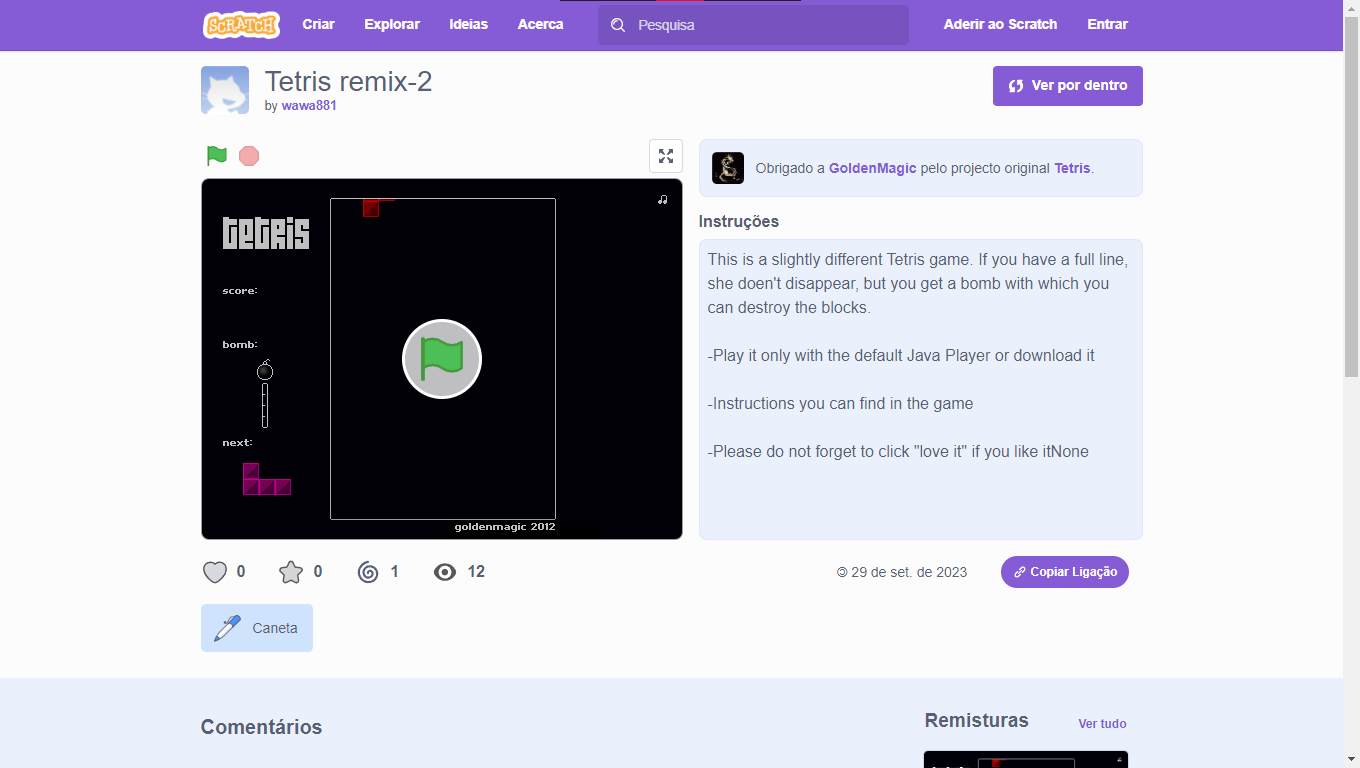 SCRATCH
Criar
Explorar
Ideias
Acerca
Pesquisa
Aderir ao Scratch
Entrar
Tetris remix-2
by wawa881
Ver por dentro
Obrigado a GoldenMagic pelo projecto original Tetris.
tetris
score:
bomb:
next:
goldenmagic 2012
Instruções
This is a slightly different Tetris game. If you have a full line,
she doen't disappear, but you get a bomb with which you
can destroy the blocks.
-Play it only with the default Java Player or download it
-Instructions you can find in the game
-Please do not forget to click "love it" if you like itNone
0
0
1
12
29 de set. de 2023
Copiar Ligação
Caneta
Comentários
Remisturas
Ver tudo